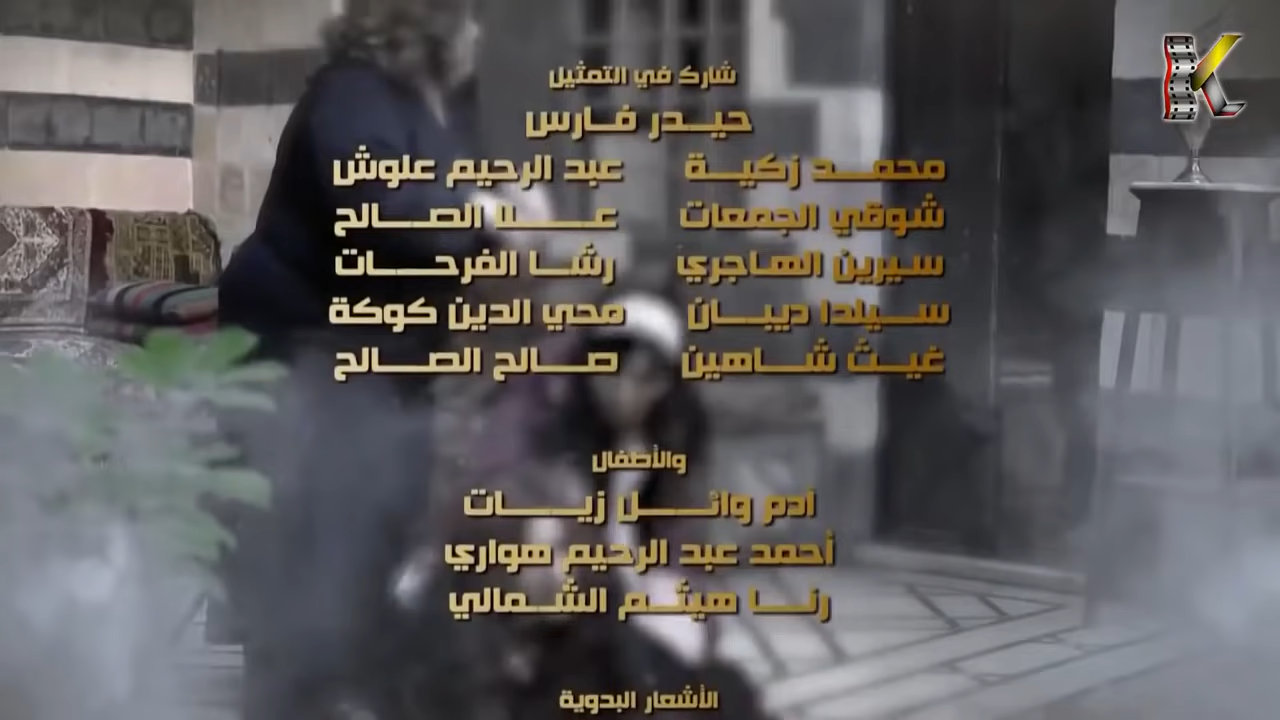 شارك في التمثيل
حيدر فارس
محمد زكية عبد الرحيم علوش
شوقي الجمعات علا الصالح
سيرين الهاجري رشا الفرحات
سيلدا ديبان محي الدين كوكة
غيث شاهين صالح الصالح
والأطفال
آدم وائل زيات
أحمد عبد الرحيم هواري
رنا هيثم الشمالي
الأشعار البدوية
K